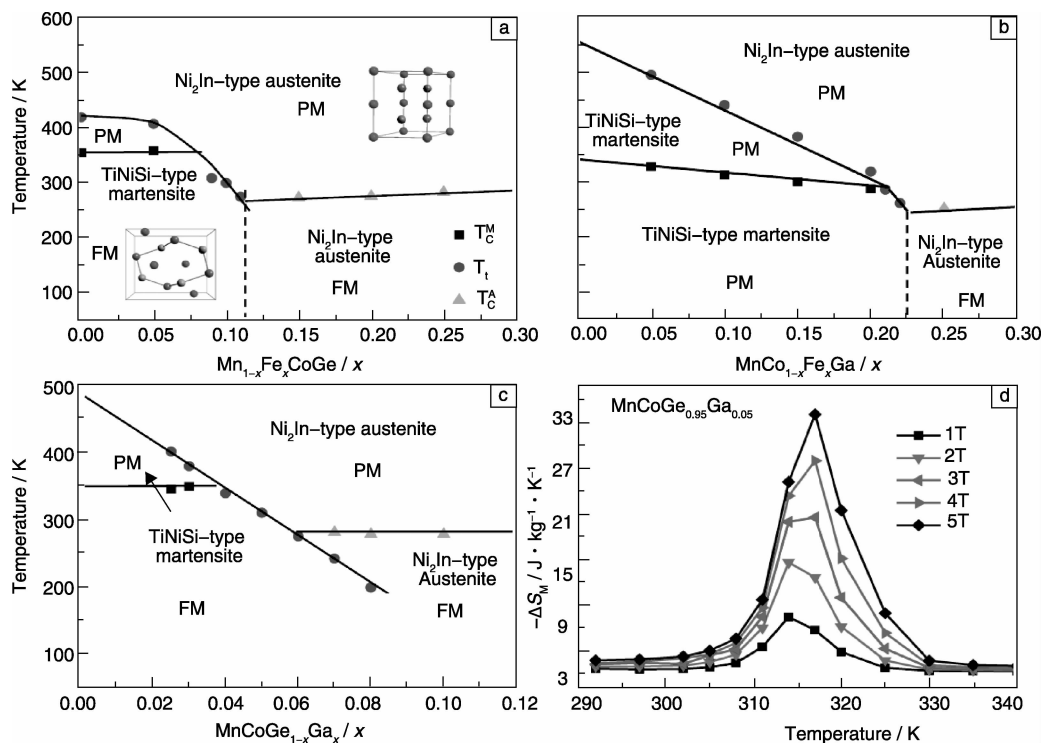 a
600
500
400
300
200
100
Temperature / K
Ni₂In–type austenite
PM
PM
TiNiSi–type
martensite
FM
Ni₂In–type
austenite
FM
T_C^M
T_t
T_C^A
0.00 0.05 0.10 0.15 0.20 0.25 0.30
Mn₁₋ₓFeₓCoGe / x
b
Ni₂In–type austenite
PM
TiNiSi–type
martensite
PM
TiNiSi–type martensite
PM
Ni₂In–type
Austenite
FM
0.00 0.05 0.10 0.15 0.20 0.25 0.30
MnCo₁₋ₓFeₓGa / x
c
500
400
300
200
100
Temperature / K
Ni₂In–type austenite
PM
PM
TiNiSi–type
martensite
Ni₂In–type
Austenite
FM
FM
0.00 0.02 0.04 0.06 0.08 0.10 0.12
MnCoGe₁₋ₓGaₓ / x
d
MnCoGe₀.₉₅Ga₀.₀₅
33
27
21
15
9
3
–ΔS_M / J • kg⁻¹ • K⁻¹
1T
2T
3T
4T
5T
290 300 310 320 330 340
Temperature / K